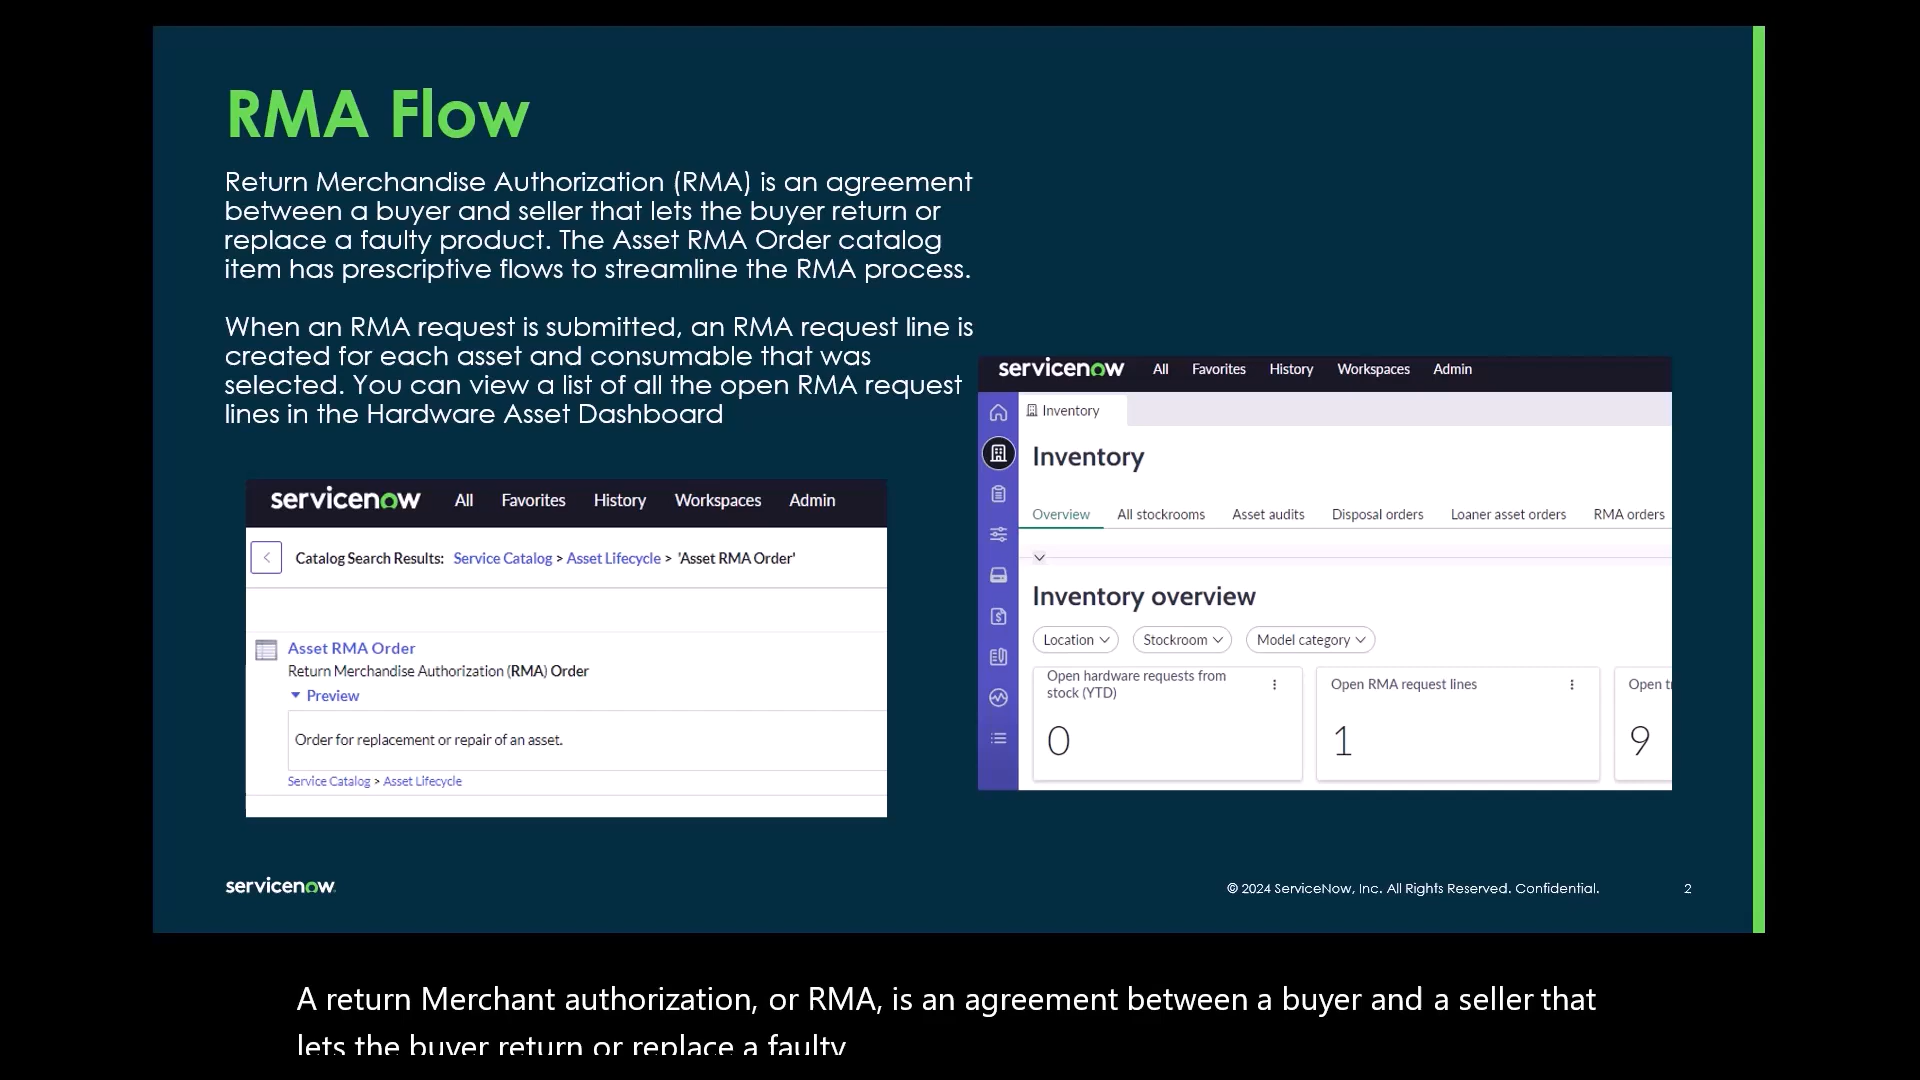 RMA Flow
Return Merchandise Authorization (RMA) is an agreement
between a buyer and seller that lets the buyer return or
replace a faulty product. The Asset RMA Order catalog
item has prescriptive flows to streamline the RMA process.
When an RMA request is submitted, an RMA request line is
created for each asset and consumable that was
selected. You can view a list of all the open RMA request
lines in the Hardware Asset Dashboard
servicenow All Favorites History Workspaces Admin
Catalog Search Results: Service Catalog > Asset Lifecycle > 'Asset RMA Order'
Asset RMA Order
Return Merchandise Authorization (RMA) Order
Preview
Order for replacement or repair of an asset.
Service Catalog > Asset Lifecycle
servicenow All Favorites History Workspaces Admin
Inventory
Inventory
Overview All stockrooms Asset audits Disposal orders Loaner asset orders RMA orders
Inventory overview
Location Stockroom Model category
Open hardware requests from
stock (YTD)
0
Open RMA request lines
1
Open
9
servicenow
© 2024 ServiceNow, Inc. All Rights Reserved. Confidential. 2
A return Merchant authorization, or RMA, is an agreement between a buyer and a seller that
lets the buyer return or replace a faulty